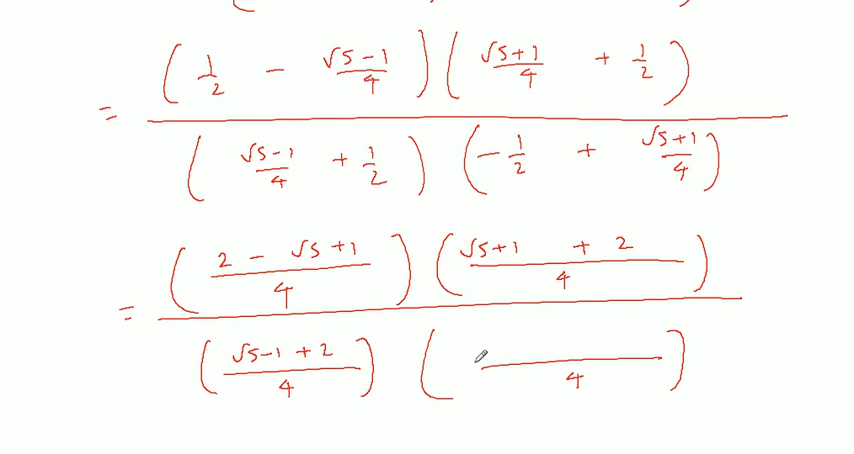 (1/2 - (√5-1)/4) ((√5+1)/4 + 1/2)
=
((√5-1)/4 + 1/2) (-1/2 + (√5+1)/4)
((2 - √5+1)/4) ((√5+1 + 2)/4)
=
((√5-1+2)/4) ( /4)